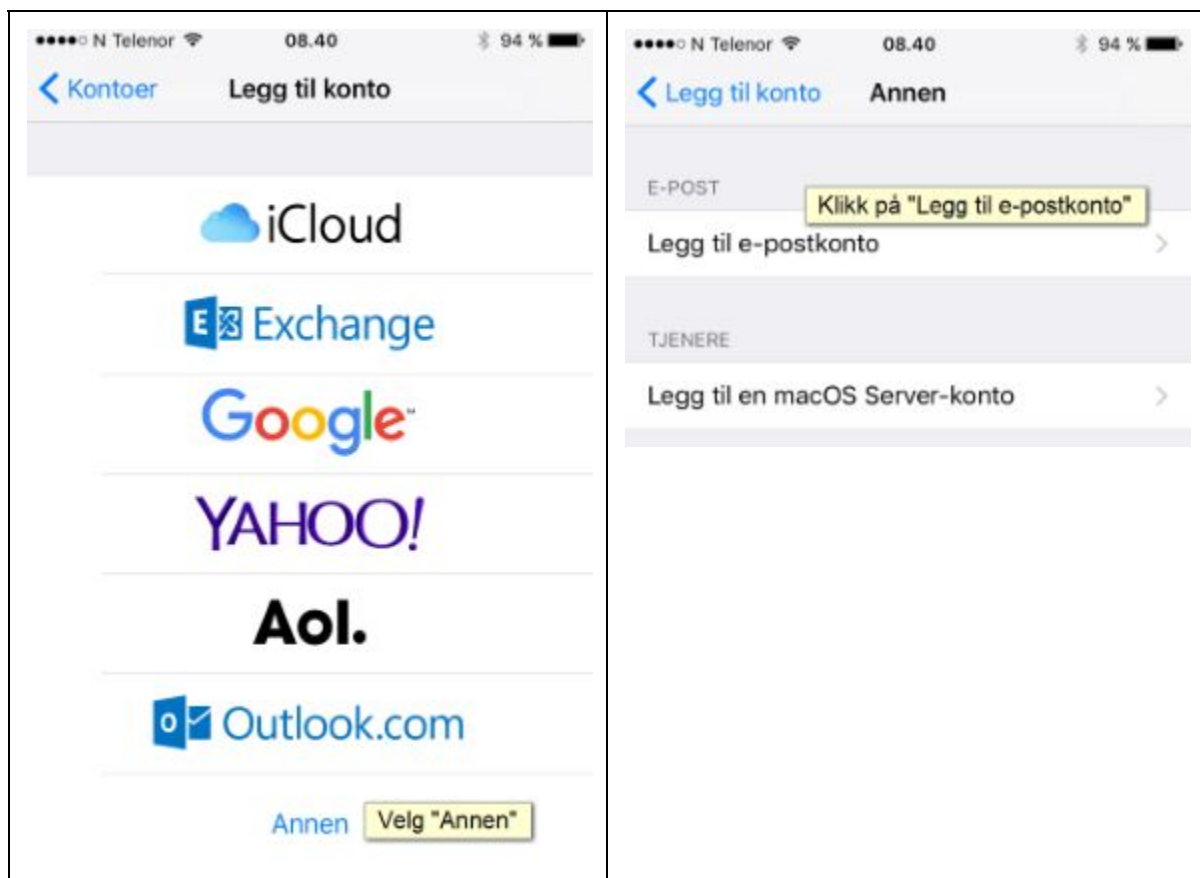 N Telenor 08.40 94 %
Kontoer Legg til konto
iCloud
E Exchange
Google™
YAHOO!
Aol.
o Outlook.com
Annen Velg "Annen"
N Telenor 08.40 94 %
Legg til konto Annen
E-POST
Klikk på "Legg til e-postkonto"
Legg til e-postkonto
TJENERE
Legg til en macOS Server-konto